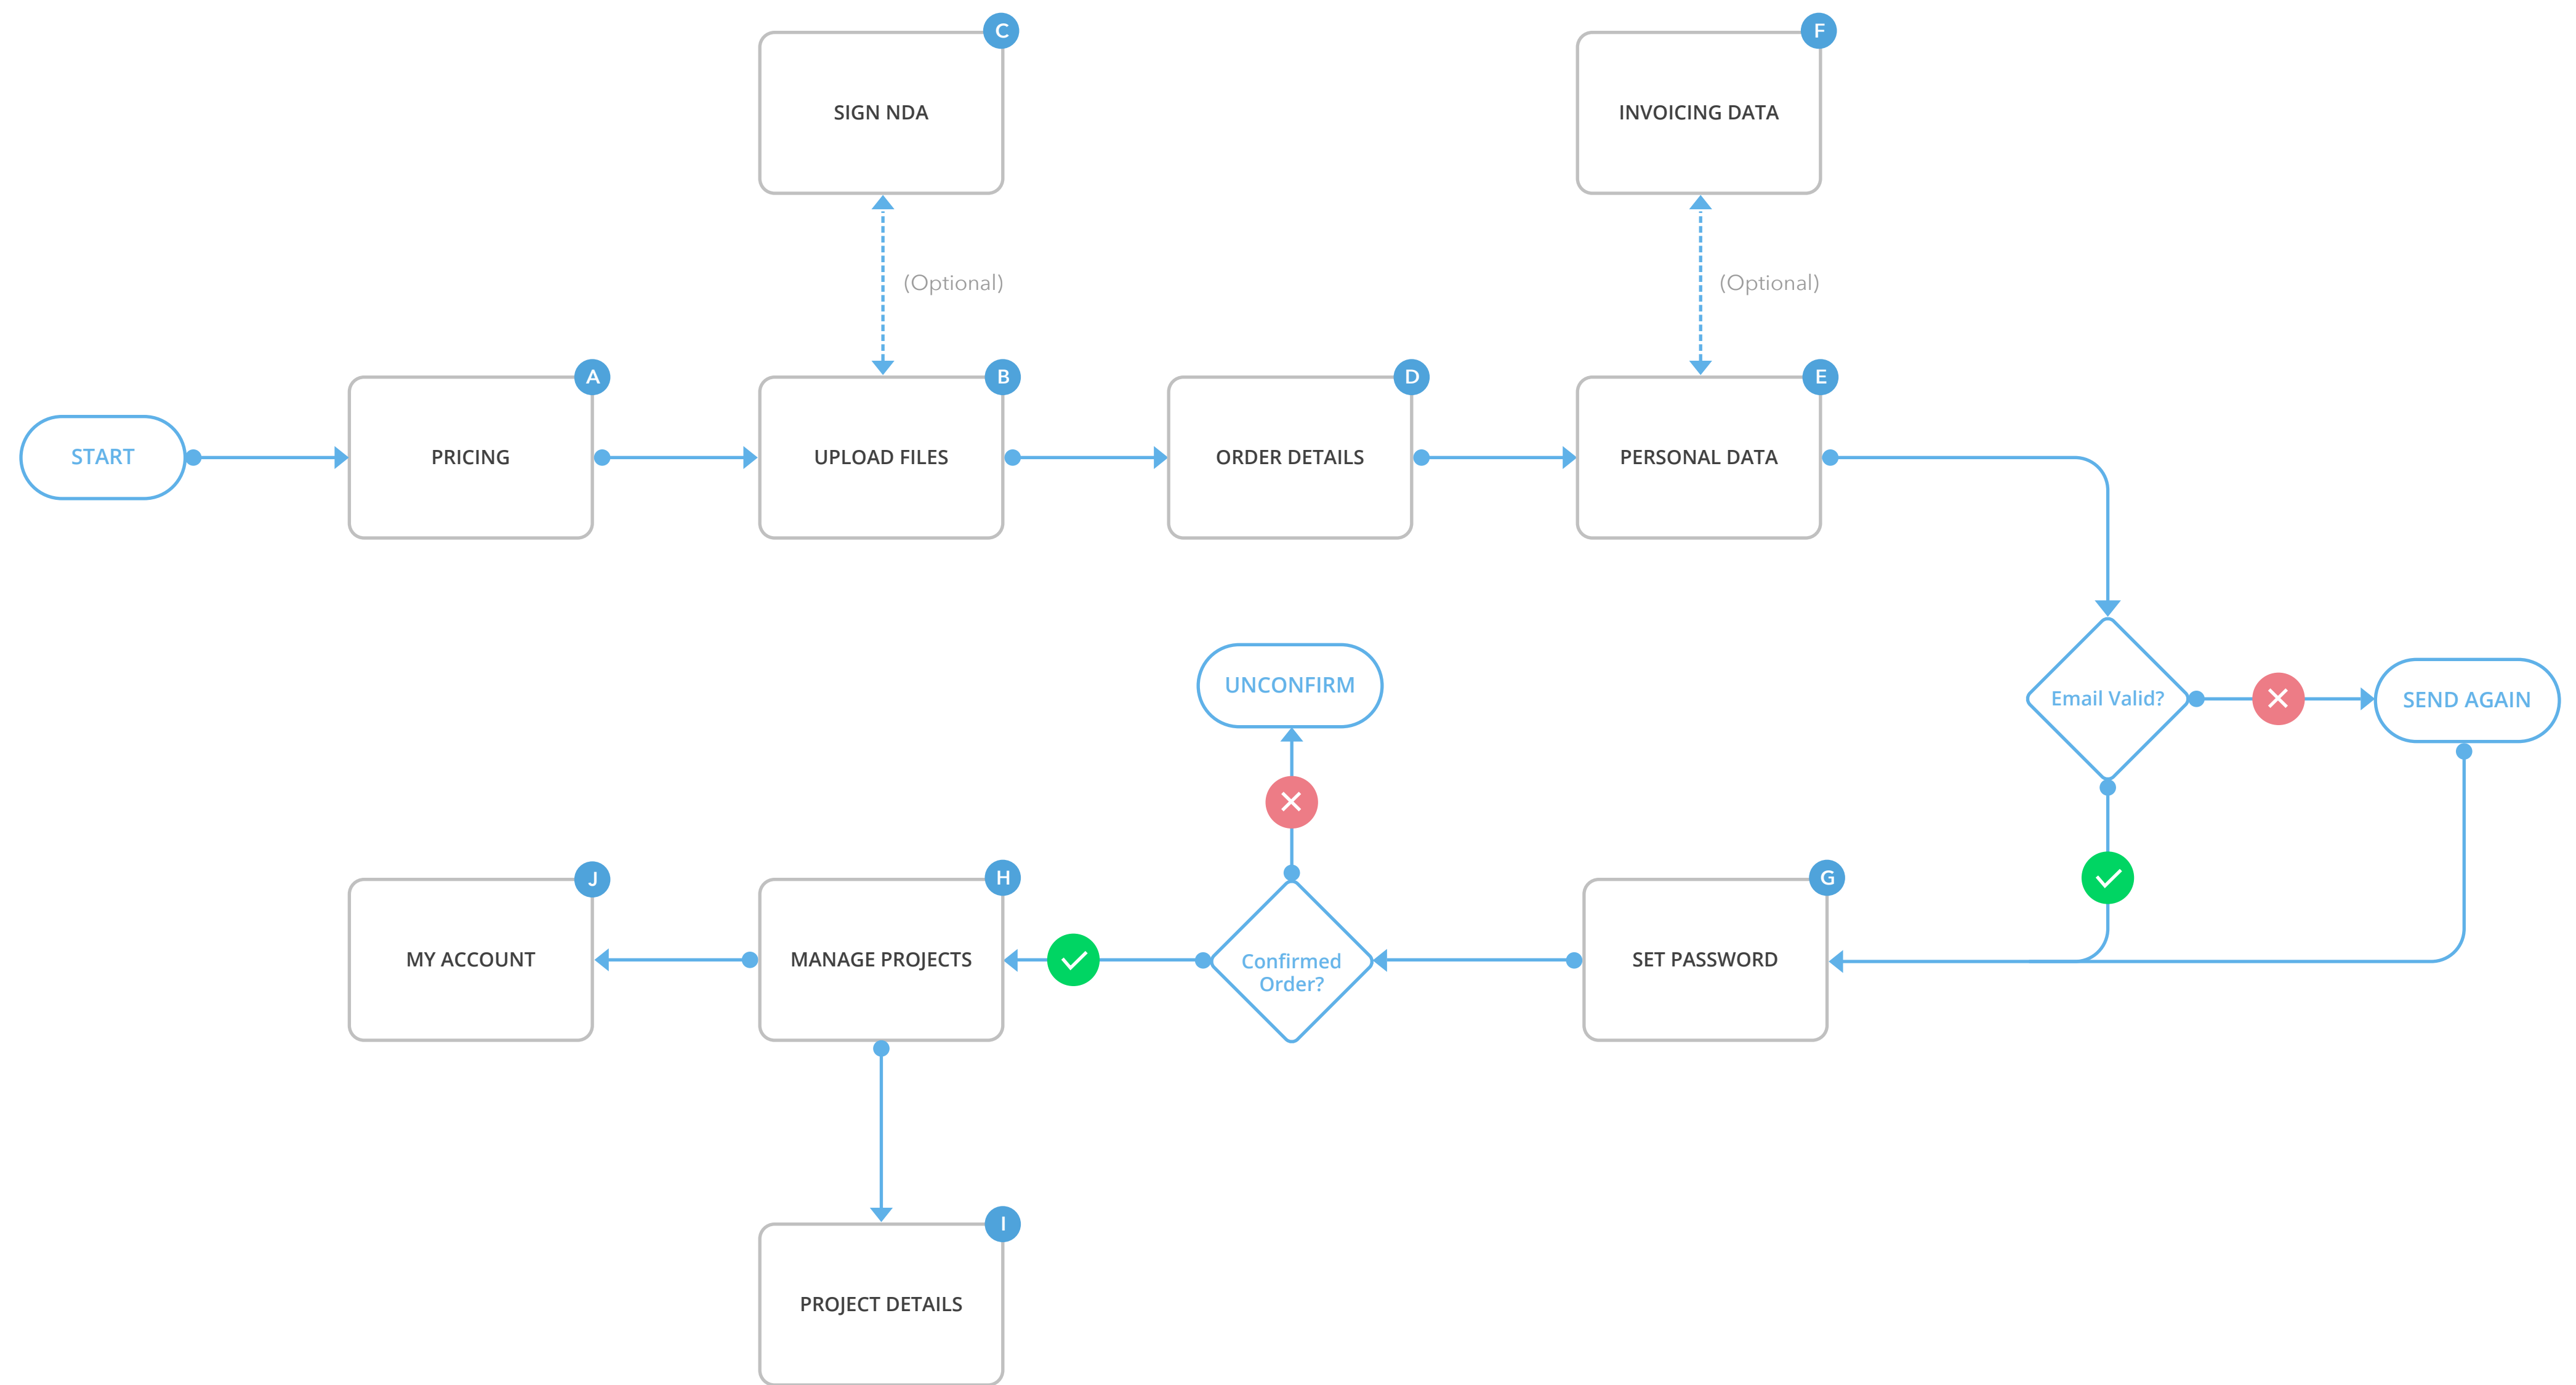 C
SIGN NDA
F
INVOICING DATA
(Optional)
(Optional)
START
A
PRICING
B
UPLOAD FILES
D
ORDER DETAILS
E
PERSONAL DATA
UNCONFIRM
Email Valid?
SEND AGAIN
J
MY ACCOUNT
H
MANAGE PROJECTS
Confirmed
Order?
G
SET PASSWORD
I
PROJECT DETAILS